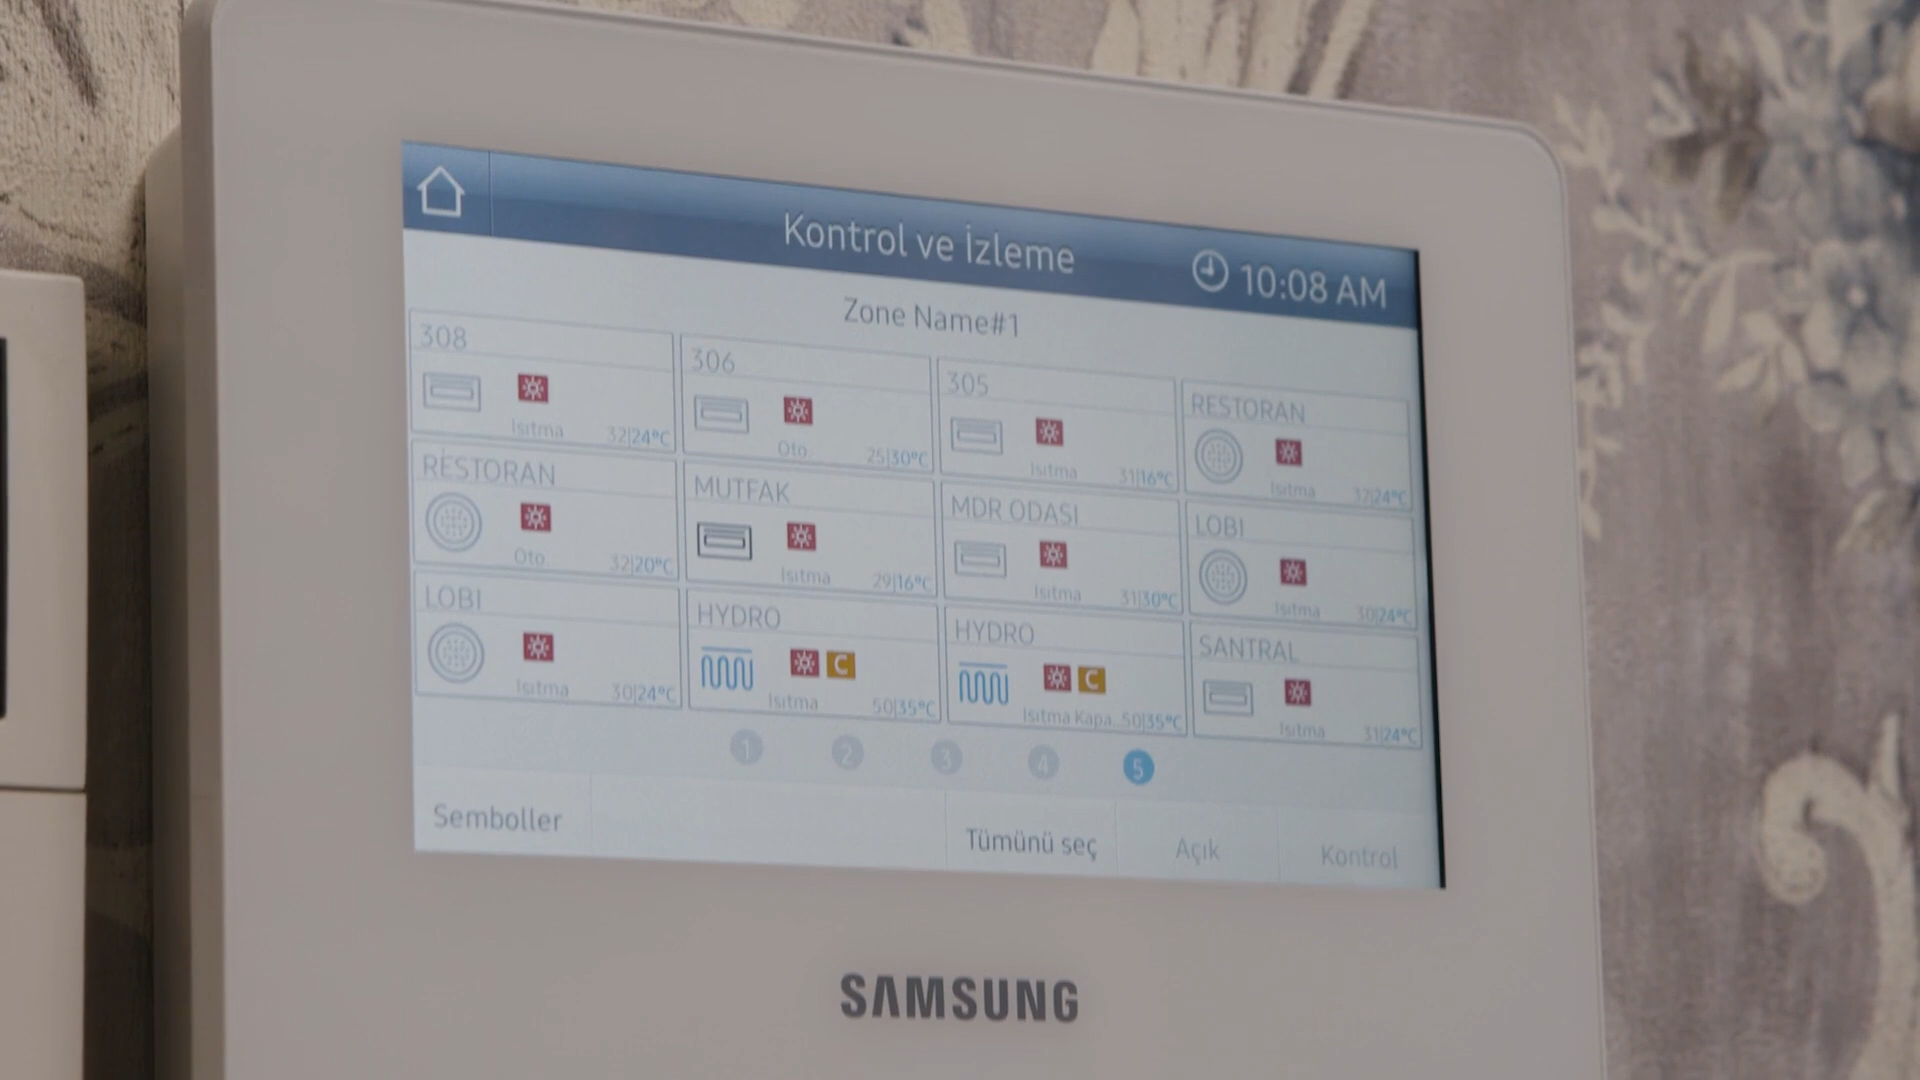 Kontrol ve İzleme
10:08 AM
Zone Name#1
308
Isıtma 32|24°C
306
Oto 25|30°C
305
Isıtma 31|16°C
RESTORAN
Isıtma 32|24°C
RESTORAN
Oto 32|20°C
MUTFAK
Isıtma 29|16°C
MDR ODASI
Isıtma 31|30°C
LOBI
Isıtma 30|24°C
LOBI
Isıtma 30|24°C
HYDRO
C
Isıtma 50|35°C
HYDRO
C
Isıtma Kapa..50|35°C
SANTRAL
Isıtma 31|24°C
1 2 3 4 5
Semboller Tümünü seç Açık Kontrol
SAMSUNG